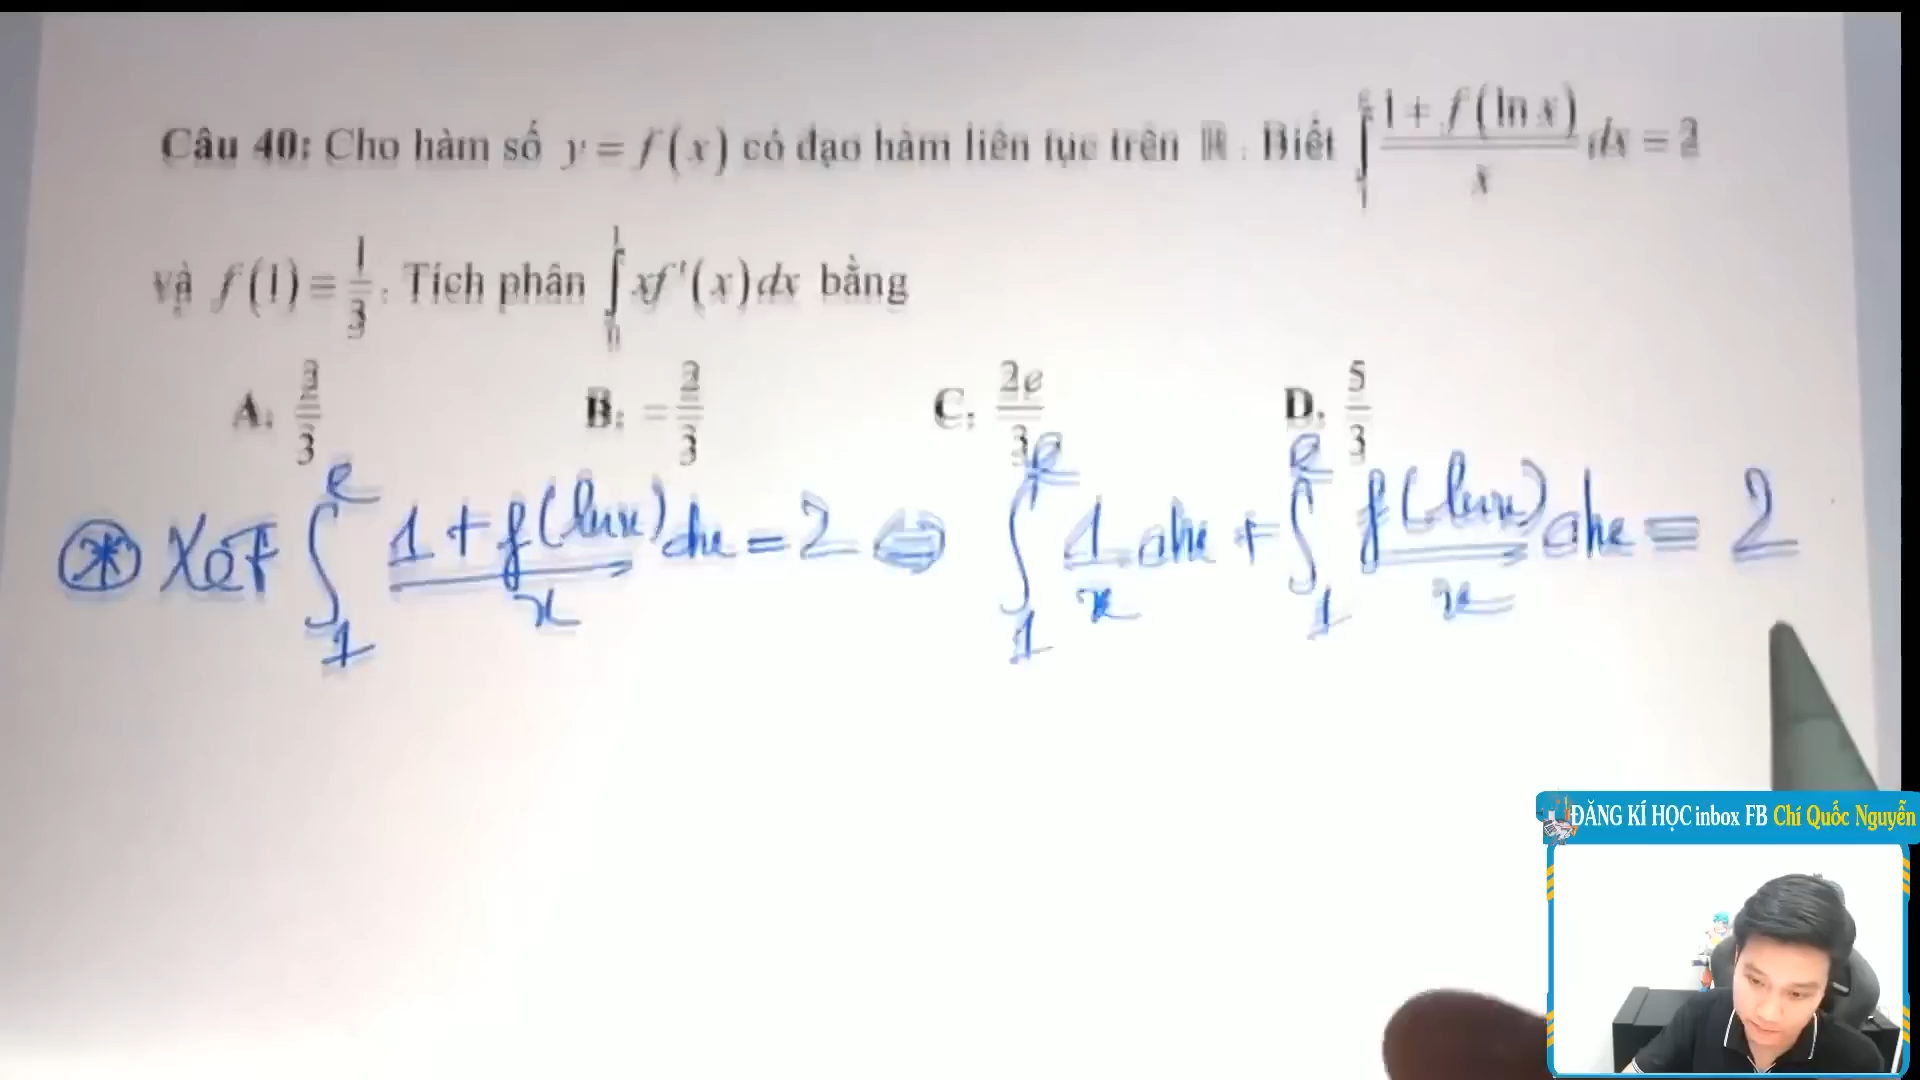 Câu 40: Cho hàm số y = f(x) có đạo hàm liên tục trên ℝ. Biết ∫₁ᵉ (1 + f(ln x))/x dx = 2
và f(1) = 1/3. Tích phân ∫₀¹ xf'(x)dx bằng
A. 2/3 B. -2/3 C. 2e/3 D. 5/3
⊛ Xét ∫₁ᵉ (1 + f(lnx))/x dx = 2 ⇔ ∫₁ᵉ 1/x dx + ∫₁ᵉ f(lnx)/x dx = 2
ĐĂNG KÍ HỌC inbox FB Chí Quốc Nguyễn